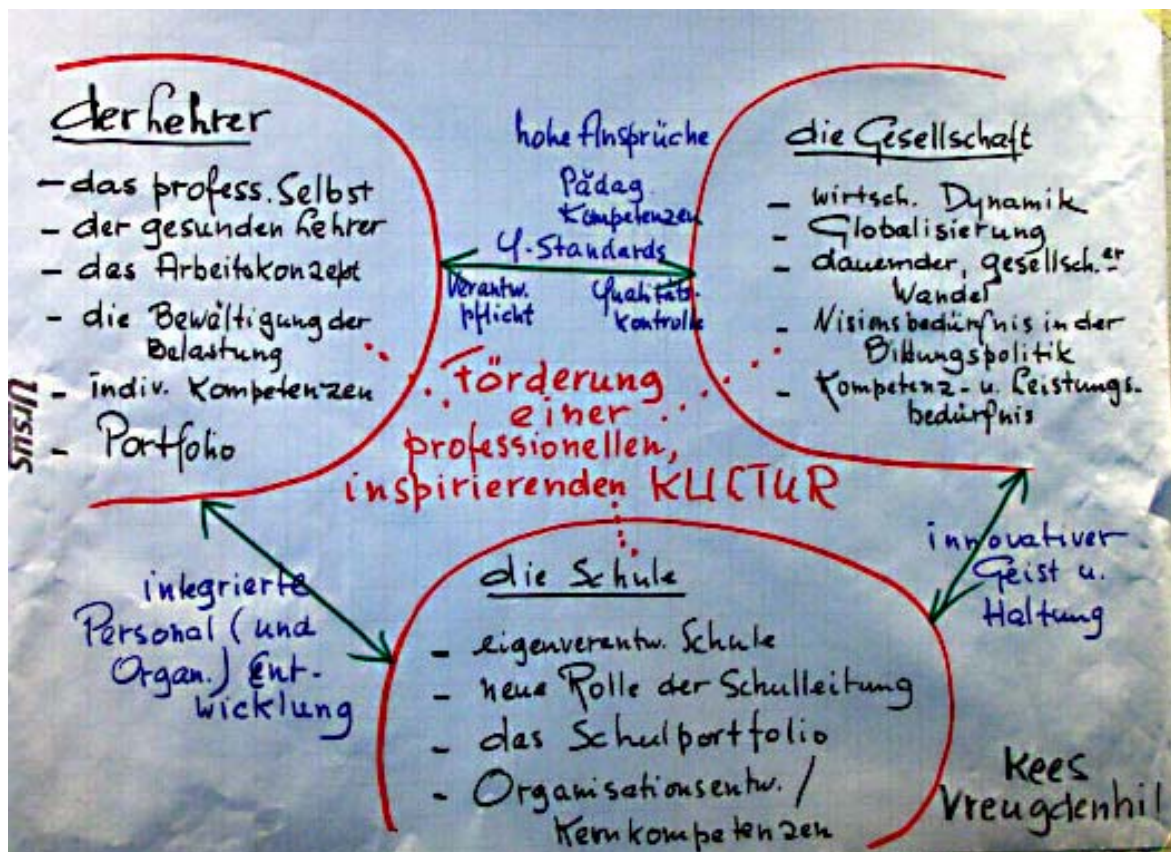 der Lehrer
- das profess. Selbst
- der gesunden Lehrer
- das Arbeitskonzept
- die Bewältigung der
Belastung
- indiv. Kompetenzen
- Portfolio
Ursus
hohe Ansprüche
Pädag.
Kompetenzen
Q-Standards
Verantw.
pflicht
Qualitäts-
kontrolle
die Gesellschaft
- wirtsch. Dynamik
- Globalisierung
- dauernder, gesellsch.er
Wandel
- Visionsbedürfnis in der
Bildungspolitik
- Kompetenz- u. Leistungs-
bedürfnis
Förderung
einer
professionellen,
inspirierenden KULTUR
integrierte
Personal (und
Organ.) Ent-
wicklung
die Schule
- eigenverantw. Schule
- neue Rolle der Schulleitung
- das Schulportfolio
- Organisationsentw. /
Kernkompetenzen
innovativer
Geist u.
Haltung
Kees
Vreugdenhil